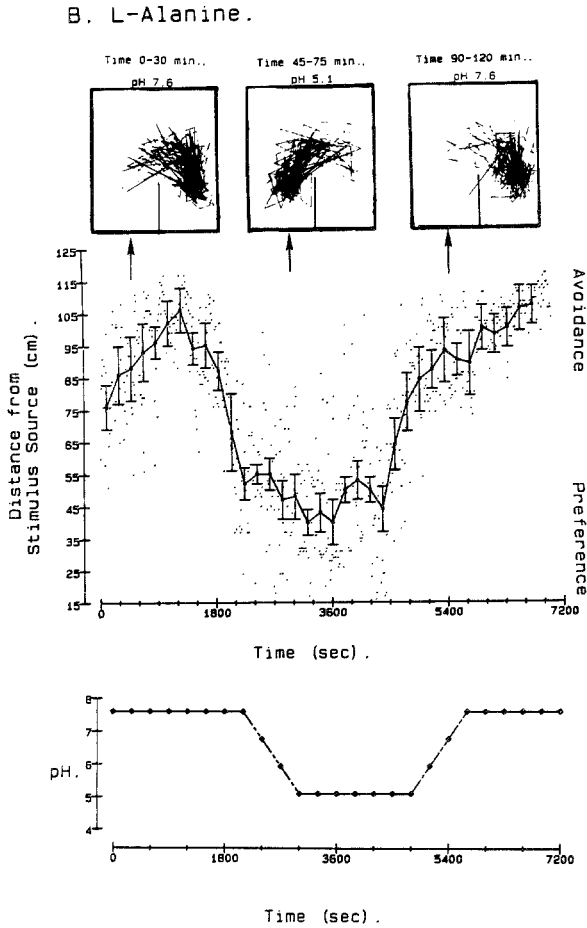 B. L-Alanine.
Time 0-30 min.,
pH 7.6
Time 45-75 min.,
pH 5.1
Time 90-120 min.,
pH 7.6
125
115
105
95
85
75
65
55
45
35
25
15
Distance from
Stimulus Source (cm).
Avoidance
Preference
0
1800
3600
5400
7200
Time (sec).
8
7
6
5
4
pH.
0
1800
3600
5400
7200
Time (sec).